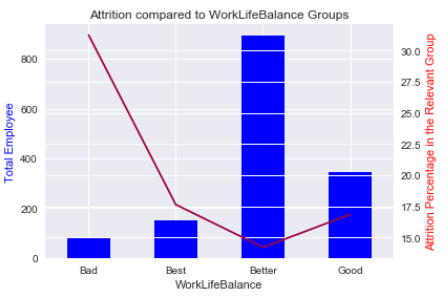 Attrition compared to WorkLifeBalance Groups
Total Employee
800
600
400
200
0
30.0
27.5
25.0
22.5
20.0
17.5
15.0
Attrition Percentage in the Relevant Group
Bad Best Better Good
WorkLifeBalance